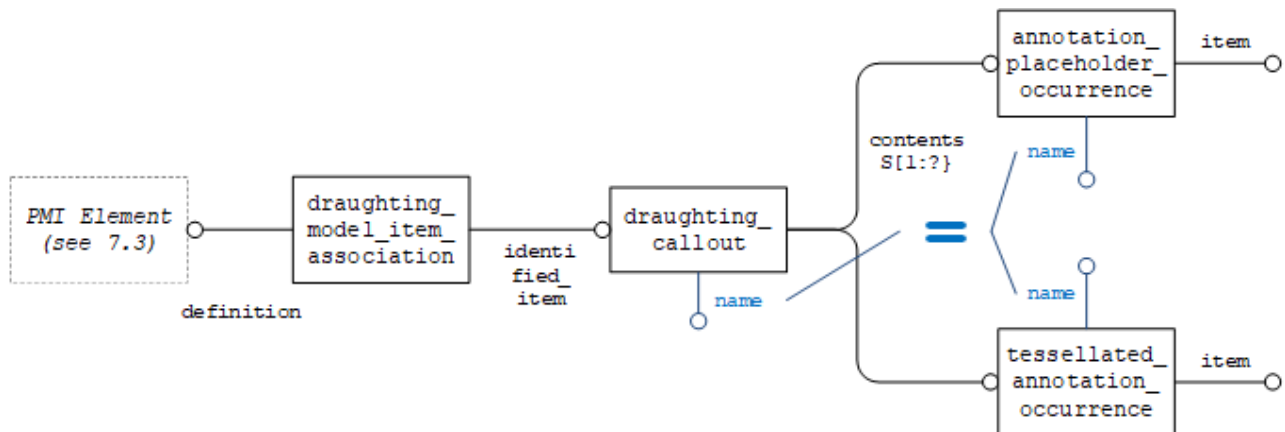 annotation_
placeholder_
occurrence
item
contents
S[1:?}
name
PMI Element
(see 7.3)
draughting_
model_item_
association
draughting_
callout
=
identi
fied_
item
definition
name
name
tessellated_
annotation_
occurrence
item